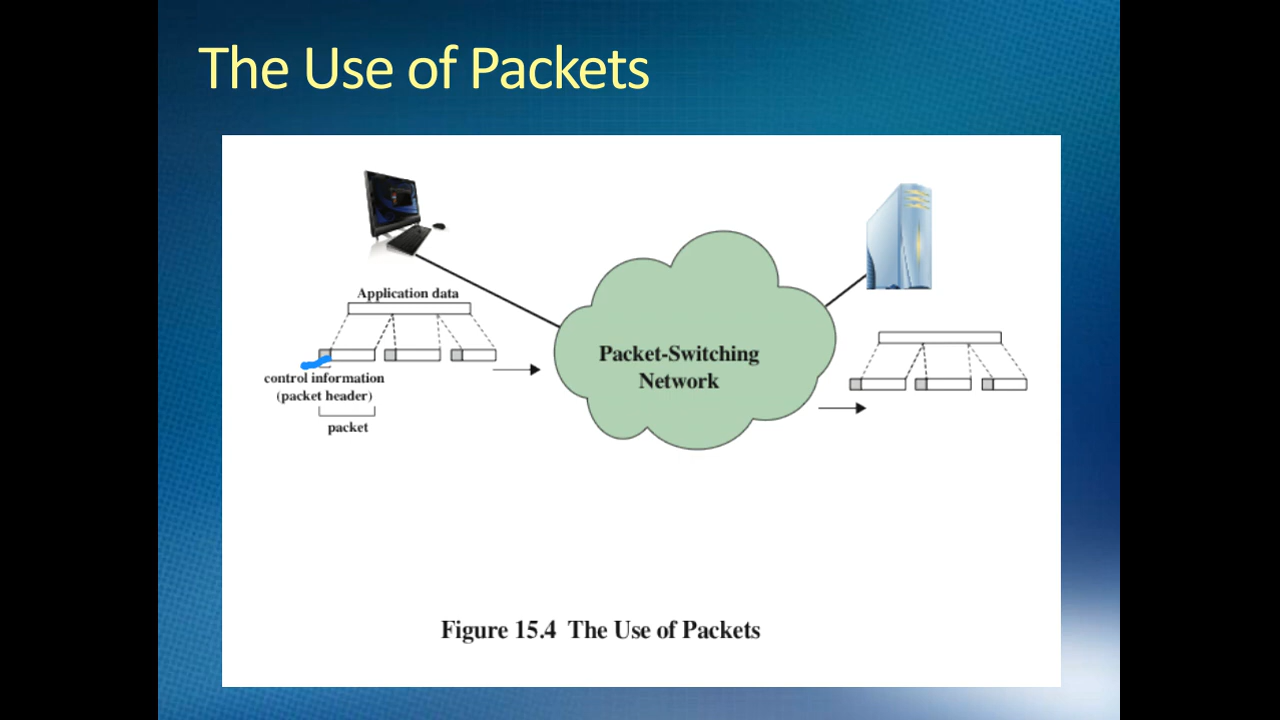 The Use of Packets
Application data
control information
(packet header)
packet
Packet-Switching
Network
Figure 15.4 The Use of Packets